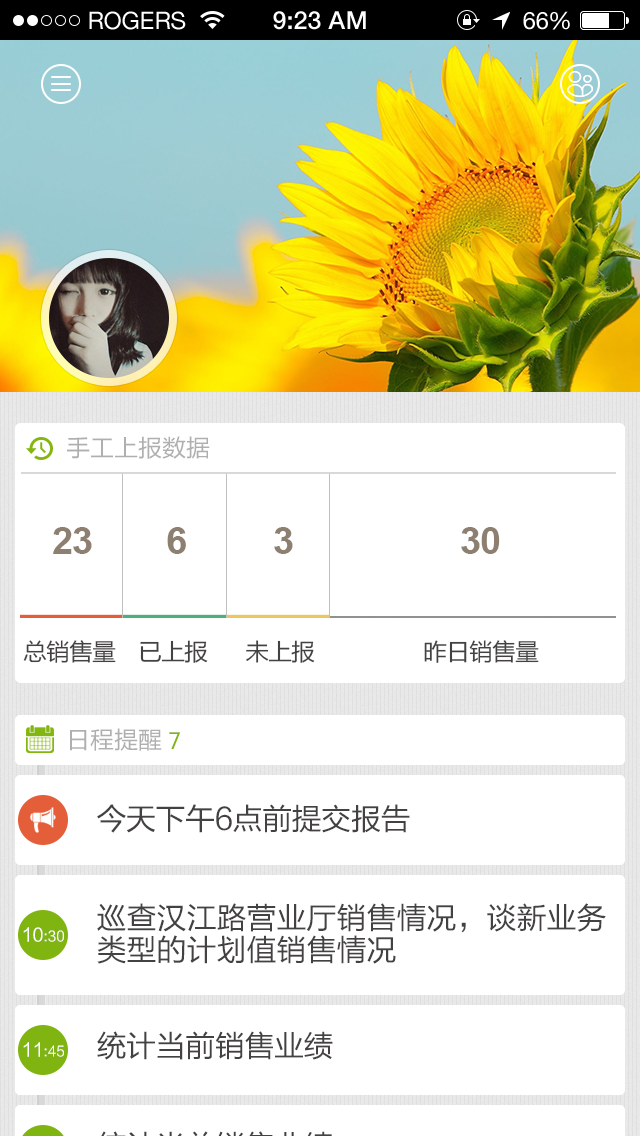 ROGERS 9:23 AM 66%
手工上报数据
23 6 3 30
总销售量 已上报 未上报 昨日销售量
日程提醒 7
今天下午6点前提交报告
10:30 巡查汉江路营业厅销售情况，谈新业务
类型的计划值销售情况
11:45 统计当前销售业绩